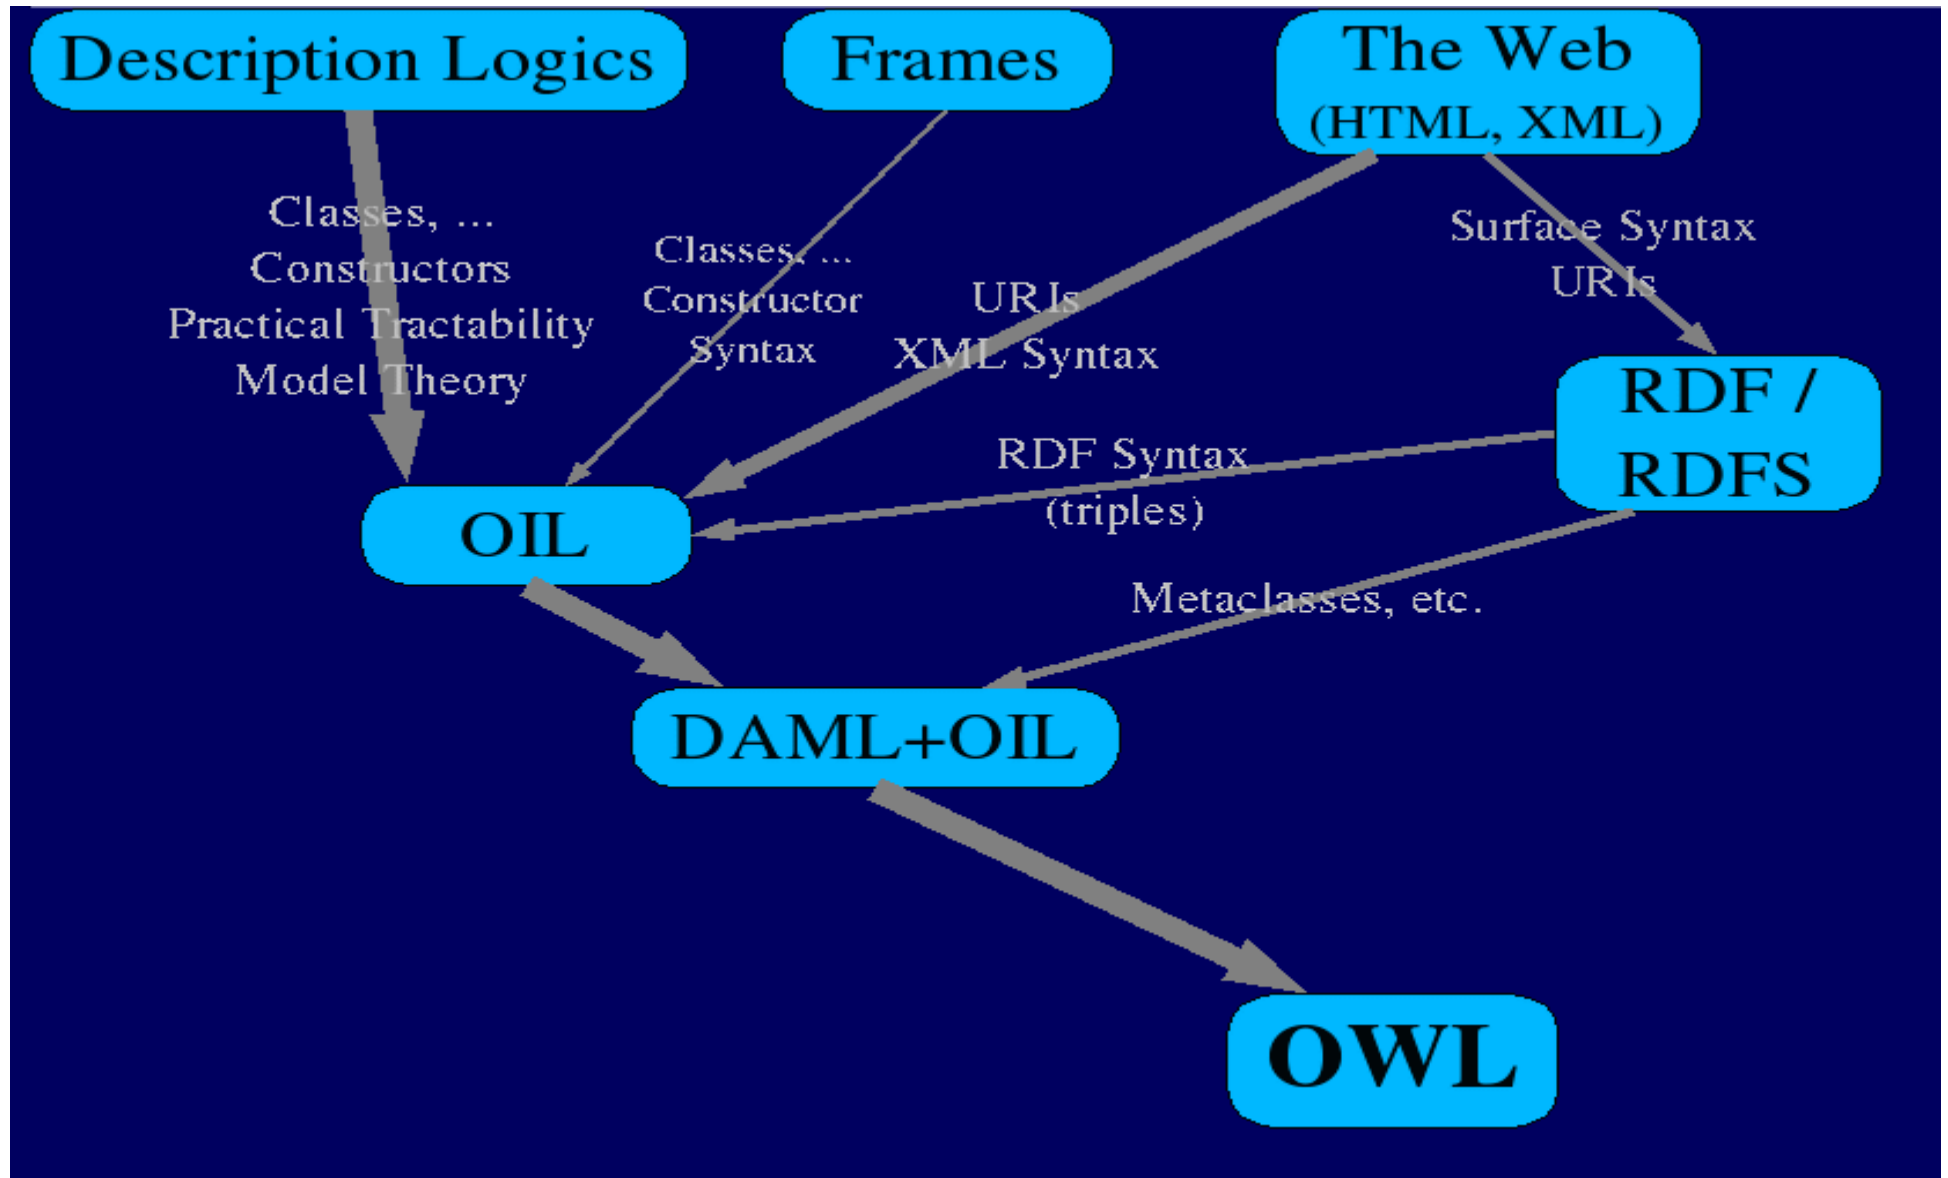 Description Logics
Frames
The Web
(HTML, XML)
Classes, ...
Constructors
Practical Tractability
Model Theory
Classes, ...
Constructor
Syntax
URIs
XML Syntax
Surface Syntax
URIs
RDF /
RDFS
RDF Syntax
(triples)
OIL
Metaclasses, etc.
DAML+OIL
OWL